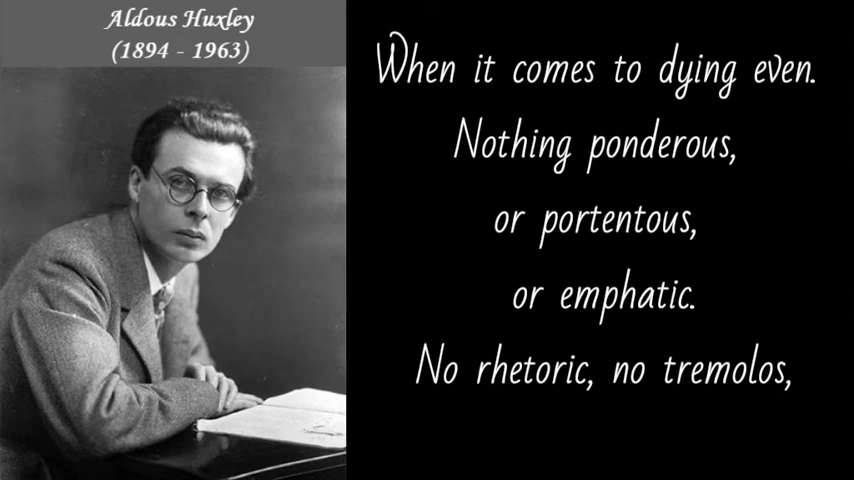 Aldous Huxley
(1894 - 1963)
When it comes to dying even.
Nothing ponderous,
or portentous,
or emphatic.
No rhetoric, no tremolos,